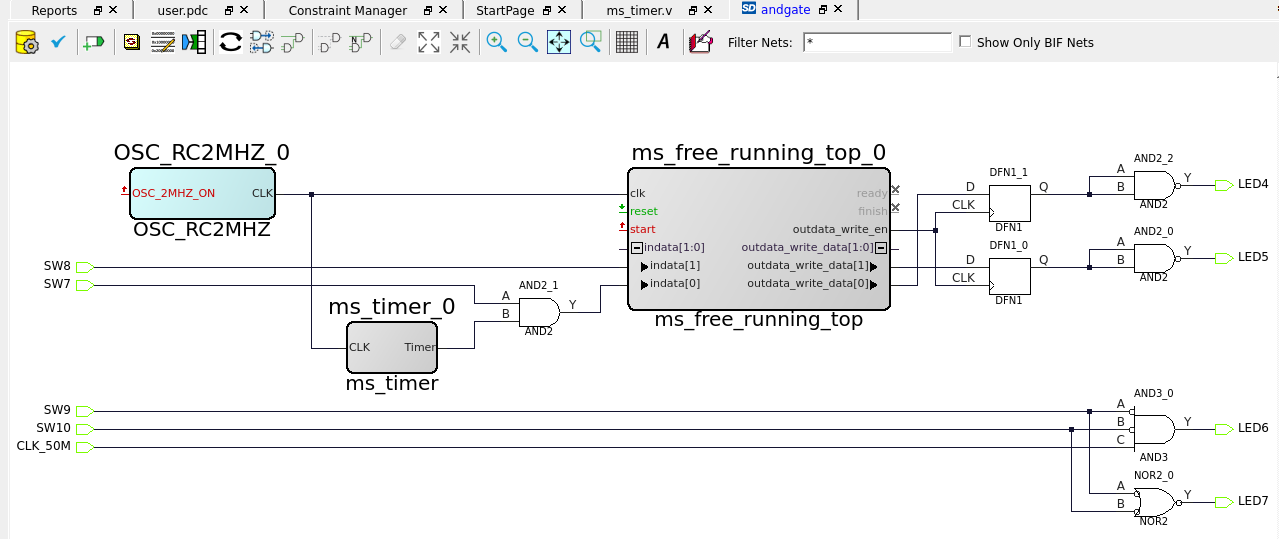 Reports user.pdc Constraint Manager StartPage ms_timer.v SD andgate
A Filter Nets: * Show Only BIF Nets
OSC_RC2MHZ_0
OSC_2MHZ_ON CLK
OSC_RC2MHZ
ms_free_running_top_0
clk ready
reset finish
start outdata_write_en
indata[1:0] outdata_write_data[1:0]
indata[1] outdata_write_data[1]
indata[0] outdata_write_data[0]
ms_free_running_top
DFN1_1
D Q
CLK
DFN1
DFN1_0
D Q
CLK
DFN1
AND2_2
A
B Y
AND2
LED4
AND2_0
A
B Y
AND2
LED5
SW8
SW7
AND2_1
A
B Y
AND2
ms_timer_0
CLK Timer
ms_timer
SW9
SW10
CLK_50M
AND3_0
A
B Y
C
AND3
LED6
NOR2_0
A
B Y
NOR2
LED7